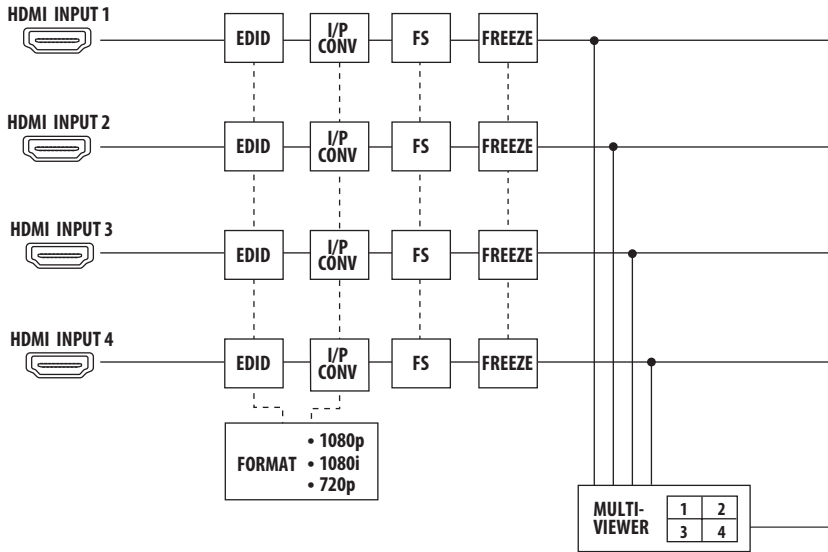 HDMI INPUT 1
EDID
I/P
CONV
FS
FREEZE
HDMI INPUT 2
EDID
I/P
CONV
FS
FREEZE
HDMI INPUT 3
EDID
I/P
CONV
FS
FREEZE
HDMI INPUT 4
EDID
I/P
CONV
FS
FREEZE
FORMAT
• 1080p
• 1080i
• 720p
MULTI-
VIEWER
1 2
3 4